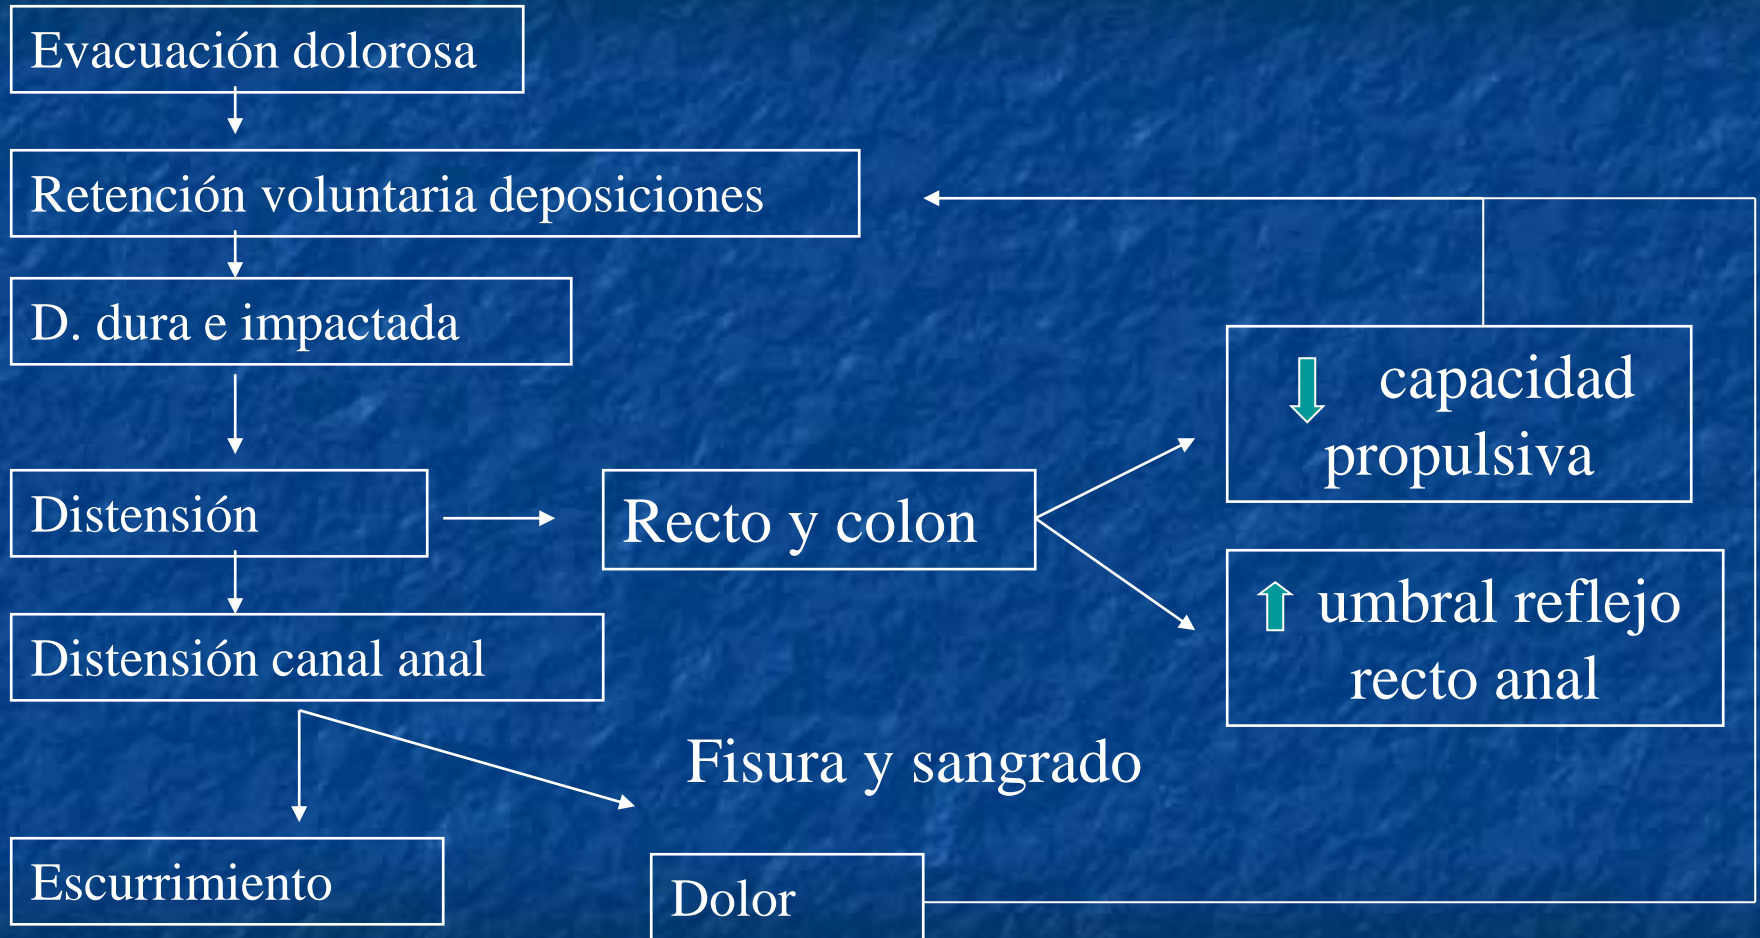 Evacuación dolorosa
Retención voluntaria deposiciones
D. dura e impactada
Distensión
Recto y colon
capacidad
propulsiva
umbral reflejo
recto anal
Distensión canal anal
Fisura y sangrado
Escurrimiento
Dolor